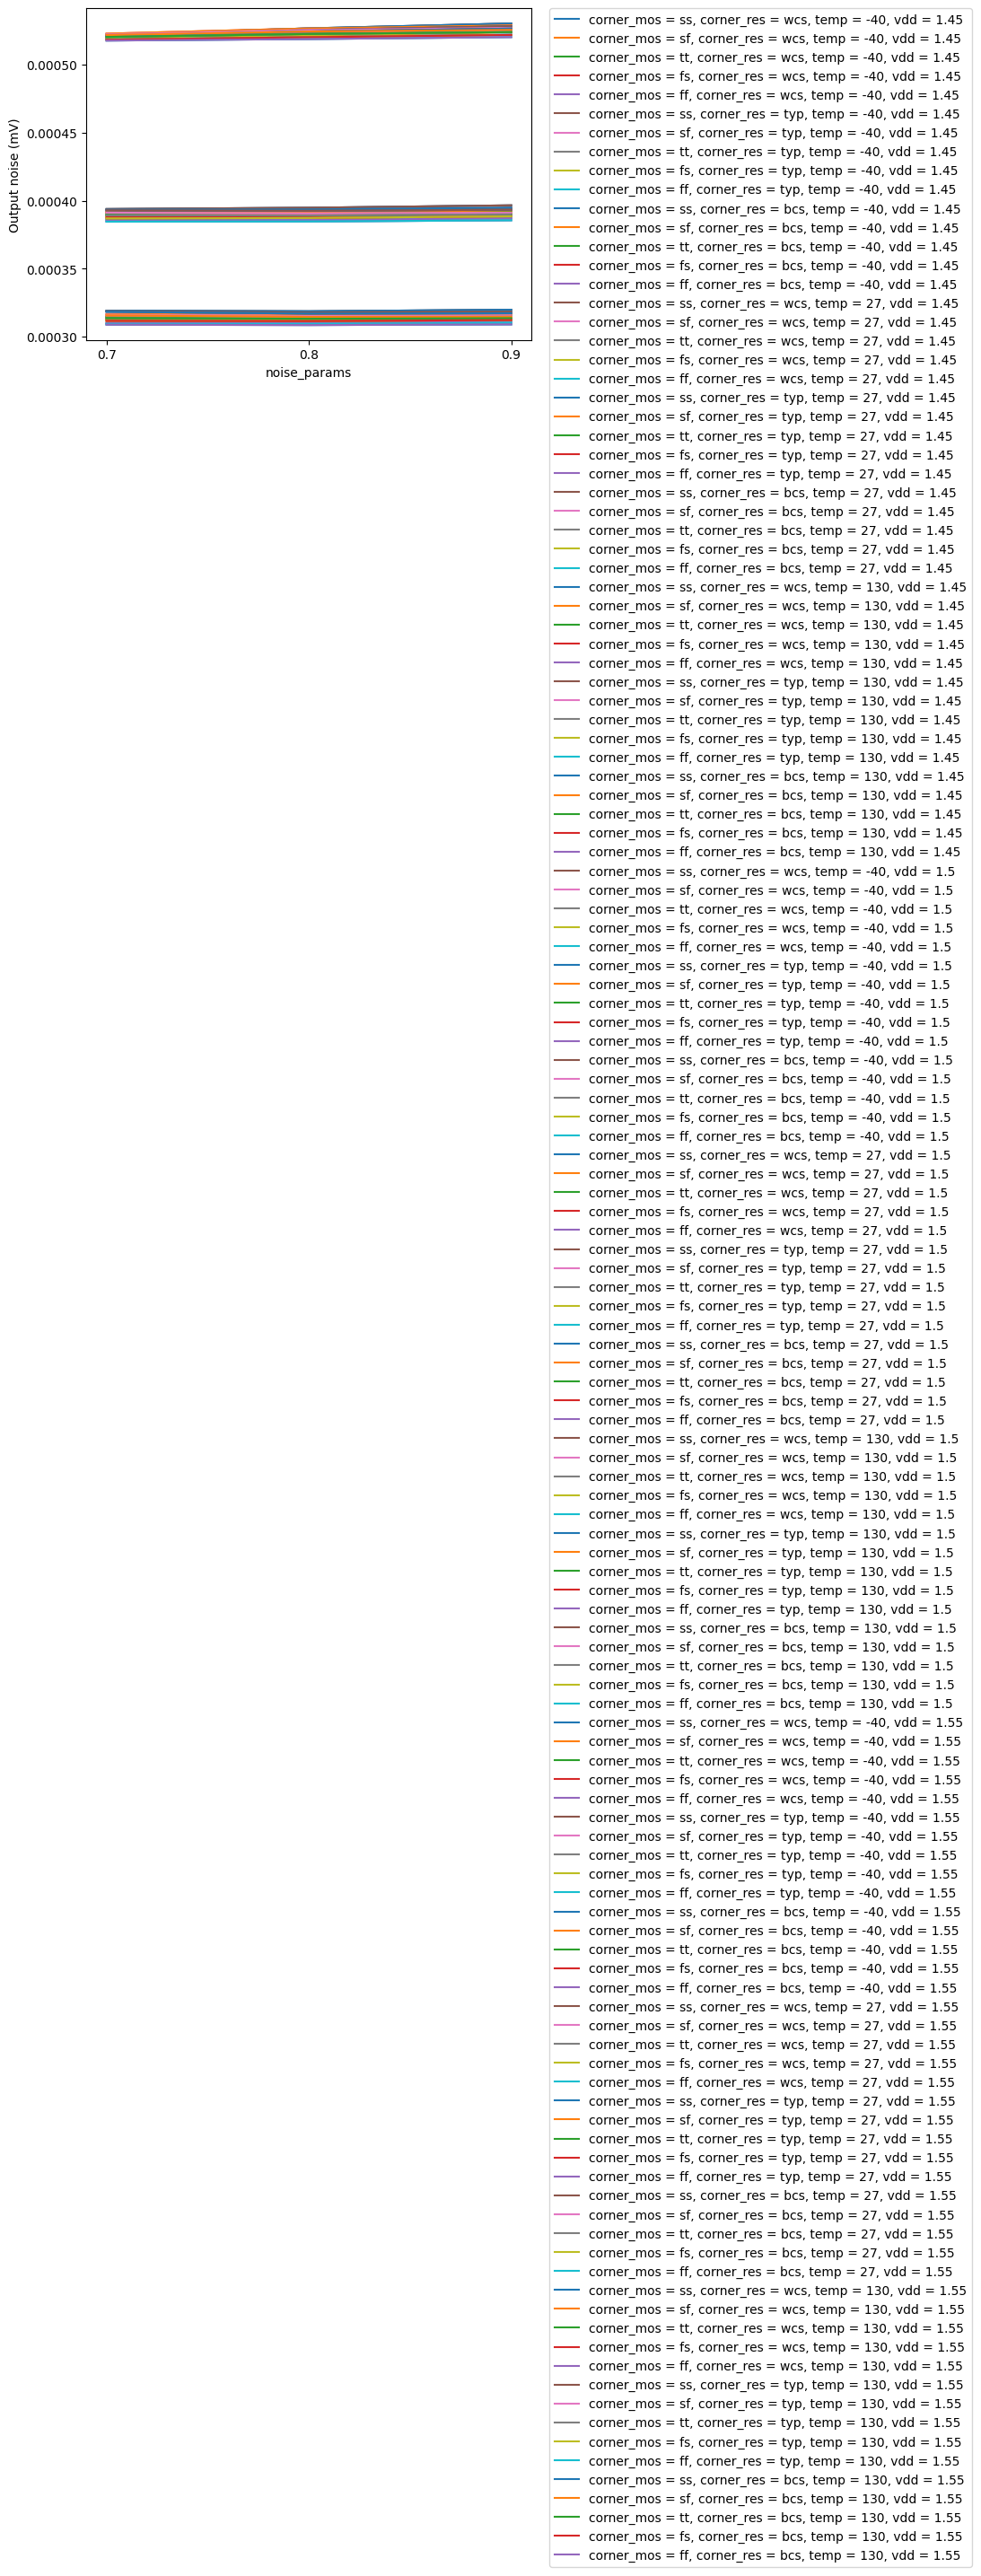 0.00050
0.00045
0.00040
0.00035
0.00030
Output noise (mV)
0.7 0.8 0.9
noise_params
corner_mos = ss, corner_res = wcs, temp = -40, vdd = 1.45
corner_mos = sf, corner_res = wcs, temp = -40, vdd = 1.45
corner_mos = tt, corner_res = wcs, temp = -40, vdd = 1.45
corner_mos = fs, corner_res = wcs, temp = -40, vdd = 1.45
corner_mos = ff, corner_res = wcs, temp = -40, vdd = 1.45
corner_mos = ss, corner_res = typ, temp = -40, vdd = 1.45
corner_mos = sf, corner_res = typ, temp = -40, vdd = 1.45
corner_mos = tt, corner_res = typ, temp = -40, vdd = 1.45
corner_mos = fs, corner_res = typ, temp = -40, vdd = 1.45
corner_mos = ff, corner_res = typ, temp = -40, vdd = 1.45
corner_mos = ss, corner_res = bcs, temp = -40, vdd = 1.45
corner_mos = sf, corner_res = bcs, temp = -40, vdd = 1.45
corner_mos = tt, corner_res = bcs, temp = -40, vdd = 1.45
corner_mos = fs, corner_res = bcs, temp = -40, vdd = 1.45
corner_mos = ff, corner_res = bcs, temp = -40, vdd = 1.45
corner_mos = ss, corner_res = wcs, temp = 27, vdd = 1.45
corner_mos = sf, corner_res = wcs, temp = 27, vdd = 1.45
corner_mos = tt, corner_res = wcs, temp = 27, vdd = 1.45
corner_mos = fs, corner_res = wcs, temp = 27, vdd = 1.45
corner_mos = ff, corner_res = wcs, temp = 27, vdd = 1.45
corner_mos = ss, corner_res = typ, temp = 27, vdd = 1.45
corner_mos = sf, corner_res = typ, temp = 27, vdd = 1.45
corner_mos = tt, corner_res = typ, temp = 27, vdd = 1.45
corner_mos = fs, corner_res = typ, temp = 27, vdd = 1.45
corner_mos = ff, corner_res = typ, temp = 27, vdd = 1.45
corner_mos = ss, corner_res = bcs, temp = 27, vdd = 1.45
corner_mos = sf, corner_res = bcs, temp = 27, vdd = 1.45
corner_mos = tt, corner_res = bcs, temp = 27, vdd = 1.45
corner_mos = fs, corner_res = bcs, temp = 27, vdd = 1.45
corner_mos = ff, corner_res = bcs, temp = 27, vdd = 1.45
corner_mos = ss, corner_res = wcs, temp = 130, vdd = 1.45
corner_mos = sf, corner_res = wcs, temp = 130, vdd = 1.45
corner_mos = tt, corner_res = wcs, temp = 130, vdd = 1.45
corner_mos = fs, corner_res = wcs, temp = 130, vdd = 1.45
corner_mos = ff, corner_res = wcs, temp = 130, vdd = 1.45
corner_mos = ss, corner_res = typ, temp = 130, vdd = 1.45
corner_mos = sf, corner_res = typ, temp = 130, vdd = 1.45
corner_mos = tt, corner_res = typ, temp = 130, vdd = 1.45
corner_mos = fs, corner_res = typ, temp = 130, vdd = 1.45
corner_mos = ff, corner_res = typ, temp = 130, vdd = 1.45
corner_mos = ss, corner_res = bcs, temp = 130, vdd = 1.45
corner_mos = sf, corner_res = bcs, temp = 130, vdd = 1.45
corner_mos = tt, corner_res = bcs, temp = 130, vdd = 1.45
corner_mos = fs, corner_res = bcs, temp = 130, vdd = 1.45
corner_mos = ff, corner_res = bcs, temp = 130, vdd = 1.45
corner_mos = ss, corner_res = wcs, temp = -40, vdd = 1.5
corner_mos = sf, corner_res = wcs, temp = -40, vdd = 1.5
corner_mos = tt, corner_res = wcs, temp = -40, vdd = 1.5
corner_mos = fs, corner_res = wcs, temp = -40, vdd = 1.5
corner_mos = ff, corner_res = wcs, temp = -40, vdd = 1.5
corner_mos = ss, corner_res = typ, temp = -40, vdd = 1.5
corner_mos = sf, corner_res = typ, temp = -40, vdd = 1.5
corner_mos = tt, corner_res = typ, temp = -40, vdd = 1.5
corner_mos = fs, corner_res = typ, temp = -40, vdd = 1.5
corner_mos = ff, corner_res = typ, temp = -40, vdd = 1.5
corner_mos = ss, corner_res = bcs, temp = -40, vdd = 1.5
corner_mos = sf, corner_res = bcs, temp = -40, vdd = 1.5
corner_mos = tt, corner_res = bcs, temp = -40, vdd = 1.5
corner_mos = fs, corner_res = bcs, temp = -40, vdd = 1.5
corner_mos = ff, corner_res = bcs, temp = -40, vdd = 1.5
corner_mos = ss, corner_res = wcs, temp = 27, vdd = 1.5
corner_mos = sf, corner_res = wcs, temp = 27, vdd = 1.5
corner_mos = tt, corner_res = wcs, temp = 27, vdd = 1.5
corner_mos = fs, corner_res = wcs, temp = 27, vdd = 1.5
corner_mos = ff, corner_res = wcs, temp = 27, vdd = 1.5
corner_mos = ss, corner_res = typ, temp = 27, vdd = 1.5
corner_mos = sf, corner_res = typ, temp = 27, vdd = 1.5
corner_mos = tt, corner_res = typ, temp = 27, vdd = 1.5
corner_mos = fs, corner_res = typ, temp = 27, vdd = 1.5
corner_mos = ff, corner_res = typ, temp = 27, vdd = 1.5
corner_mos = ss, corner_res = bcs, temp = 27, vdd = 1.5
corner_mos = sf, corner_res = bcs, temp = 27, vdd = 1.5
corner_mos = tt, corner_res = bcs, temp = 27, vdd = 1.5
corner_mos = fs, corner_res = bcs, temp = 27, vdd = 1.5
corner_mos = ff, corner_res = bcs, temp = 27, vdd = 1.5
corner_mos = ss, corner_res = wcs, temp = 130, vdd = 1.5
corner_mos = sf, corner_res = wcs, temp = 130, vdd = 1.5
corner_mos = tt, corner_res = wcs, temp = 130, vdd = 1.5
corner_mos = fs, corner_res = wcs, temp = 130, vdd = 1.5
corner_mos = ff, corner_res = wcs, temp = 130, vdd = 1.5
corner_mos = ss, corner_res = typ, temp = 130, vdd = 1.5
corner_mos = sf, corner_res = typ, temp = 130, vdd = 1.5
corner_mos = tt, corner_res = typ, temp = 130, vdd = 1.5
corner_mos = fs, corner_res = typ, temp = 130, vdd = 1.5
corner_mos = ff, corner_res = typ, temp = 130, vdd = 1.5
corner_mos = ss, corner_res = bcs, temp = 130, vdd = 1.5
corner_mos = sf, corner_res = bcs, temp = 130, vdd = 1.5
corner_mos = tt, corner_res = bcs, temp = 130, vdd = 1.5
corner_mos = fs, corner_res = bcs, temp = 130, vdd = 1.5
corner_mos = ff, corner_res = bcs, temp = 130, vdd = 1.5
corner_mos = ss, corner_res = wcs, temp = -40, vdd = 1.55
corner_mos = sf, corner_res = wcs, temp = -40, vdd = 1.55
corner_mos = tt, corner_res = wcs, temp = -40, vdd = 1.55
corner_mos = fs, corner_res = wcs, temp = -40, vdd = 1.55
corner_mos = ff, corner_res = wcs, temp = -40, vdd = 1.55
corner_mos = ss, corner_res = typ, temp = -40, vdd = 1.55
corner_mos = sf, corner_res = typ, temp = -40, vdd = 1.55
corner_mos = tt, corner_res = typ, temp = -40, vdd = 1.55
corner_mos = fs, corner_res = typ, temp = -40, vdd = 1.55
corner_mos = ff, corner_res = typ, temp = -40, vdd = 1.55
corner_mos = ss, corner_res = bcs, temp = -40, vdd = 1.55
corner_mos = sf, corner_res = bcs, temp = -40, vdd = 1.55
corner_mos = tt, corner_res = bcs, temp = -40, vdd = 1.55
corner_mos = fs, corner_res = bcs, temp = -40, vdd = 1.55
corner_mos = ff, corner_res = bcs, temp = -40, vdd = 1.55
corner_mos = ss, corner_res = wcs, temp = 27, vdd = 1.55
corner_mos = sf, corner_res = wcs, temp = 27, vdd = 1.55
corner_mos = tt, corner_res = wcs, temp = 27, vdd = 1.55
corner_mos = fs, corner_res = wcs, temp = 27, vdd = 1.55
corner_mos = ff, corner_res = wcs, temp = 27, vdd = 1.55
corner_mos = ss, corner_res = typ, temp = 27, vdd = 1.55
corner_mos = sf, corner_res = typ, temp = 27, vdd = 1.55
corner_mos = tt, corner_res = typ, temp = 27, vdd = 1.55
corner_mos = fs, corner_res = typ, temp = 27, vdd = 1.55
corner_mos = ff, corner_res = typ, temp = 27, vdd = 1.55
corner_mos = ss, corner_res = bcs, temp = 27, vdd = 1.55
corner_mos = sf, corner_res = bcs, temp = 27, vdd = 1.55
corner_mos = tt, corner_res = bcs, temp = 27, vdd = 1.55
corner_mos = fs, corner_res = bcs, temp = 27, vdd = 1.55
corner_mos = ff, corner_res = bcs, temp = 27, vdd = 1.55
corner_mos = ss, corner_res = wcs, temp = 130, vdd = 1.55
corner_mos = sf, corner_res = wcs, temp = 130, vdd = 1.55
corner_mos = tt, corner_res = wcs, temp = 130, vdd = 1.55
corner_mos = fs, corner_res = wcs, temp = 130, vdd = 1.55
corner_mos = ff, corner_res = wcs, temp = 130, vdd = 1.55
corner_mos = ss, corner_res = typ, temp = 130, vdd = 1.55
corner_mos = sf, corner_res = typ, temp = 130, vdd = 1.55
corner_mos = tt, corner_res = typ, temp = 130, vdd = 1.55
corner_mos = fs, corner_res = typ, temp = 130, vdd = 1.55
corner_mos = ff, corner_res = typ, temp = 130, vdd = 1.55
corner_mos = ss, corner_res = bcs, temp = 130, vdd = 1.55
corner_mos = sf, corner_res = bcs, temp = 130, vdd = 1.55
corner_mos = tt, corner_res = bcs, temp = 130, vdd = 1.55
corner_mos = fs, corner_res = bcs, temp = 130, vdd = 1.55
corner_mos = ff, corner_res = bcs, temp = 130, vdd = 1.55